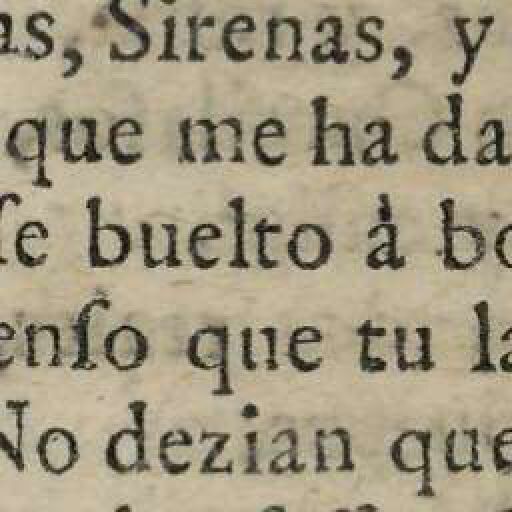 as, Sirenas, y
que me ha da
ſe buelto à bo
enſo que tu la
No dezian que